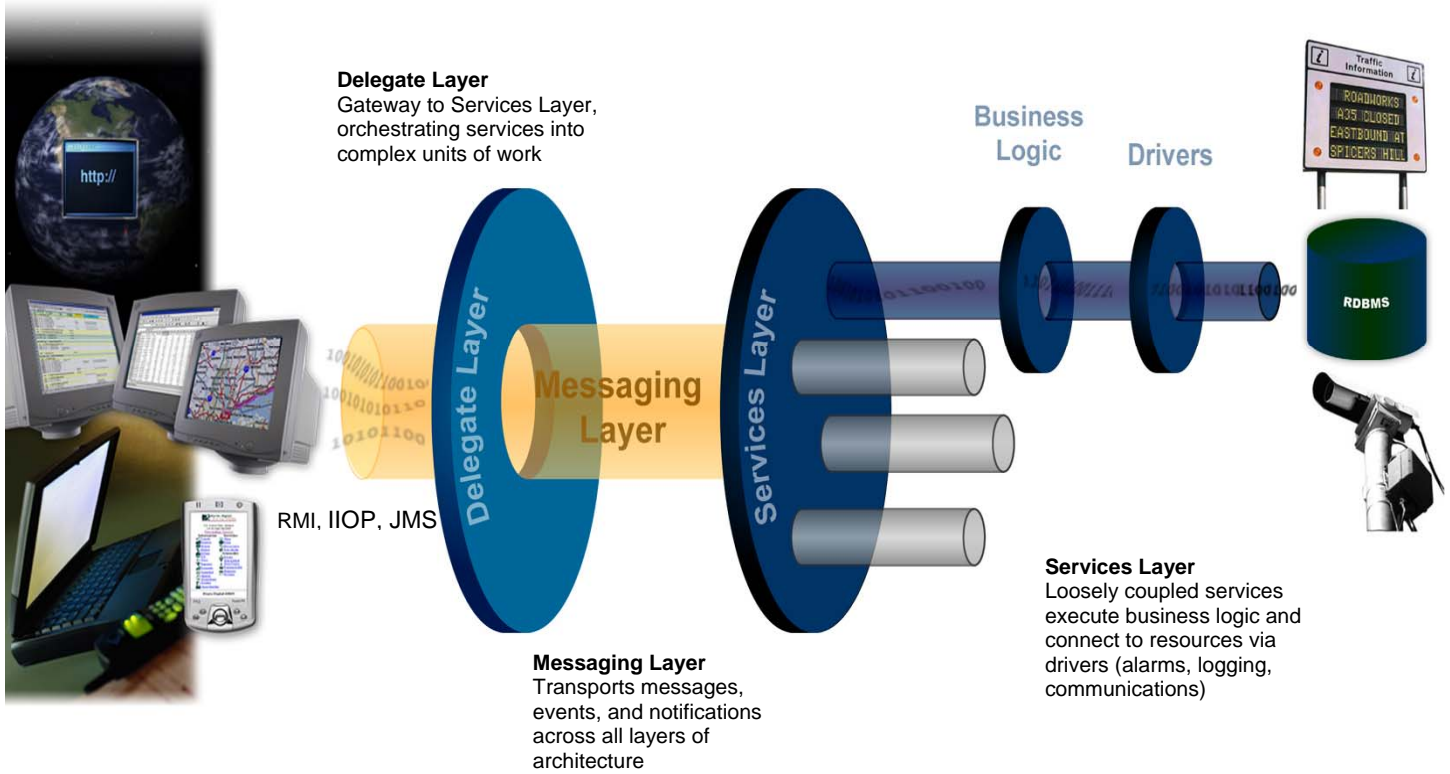 Delegate Layer
Gateway to Services Layer,
orchestrating services into
complex units of work
http://
Business
Logic
Drivers
Traffic
Information
ROADWORKS
A35 CLOSED
EASTBOUND AT
SPICERS HILL
RDBMS
Delegate Layer
Messaging
Layer
Services Layer
1001010101100101
100101010110
10101100
RMI, IIOP, JMS
Services Layer
Loosely coupled services
execute business logic and
connect to resources via
drivers (alarms, logging,
communications)
Messaging Layer
Transports messages,
events, and notifications
across all layers of
architecture